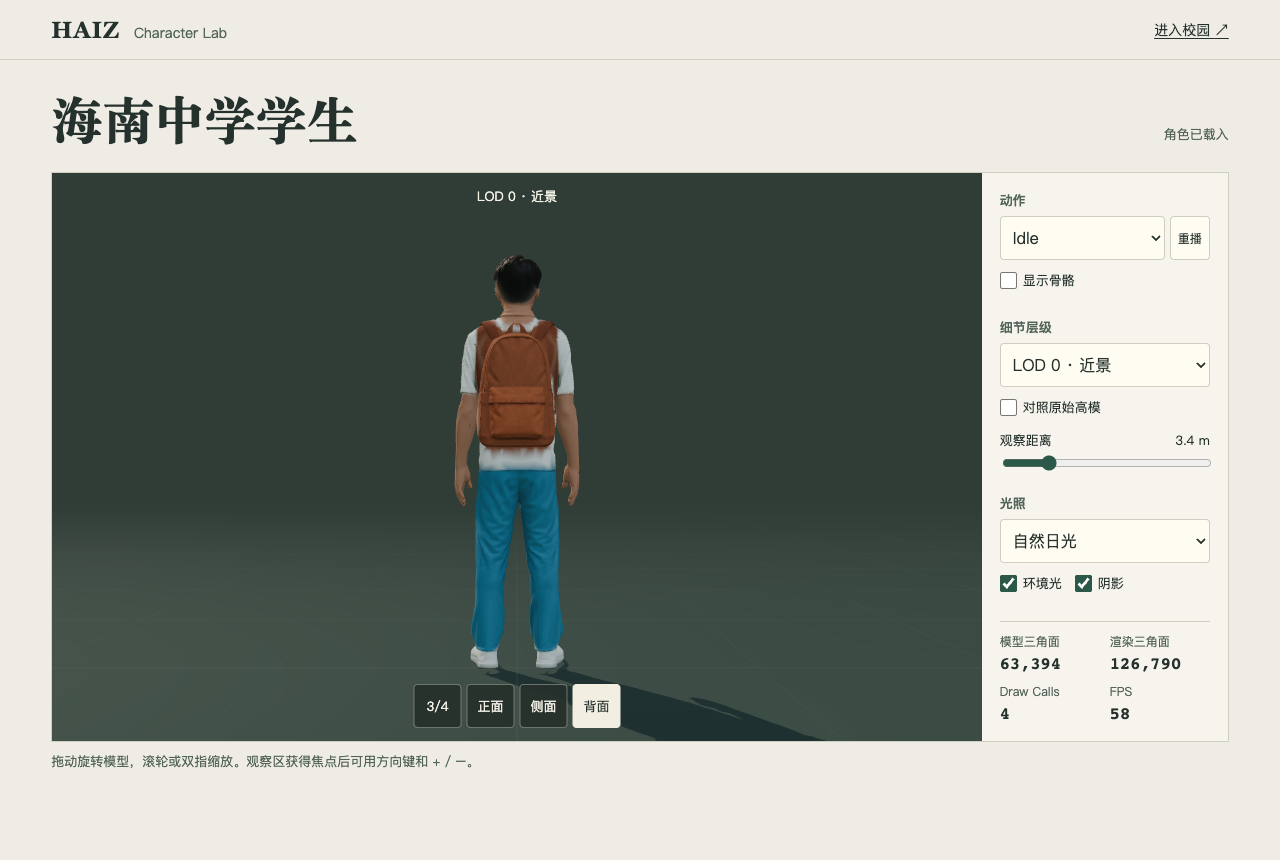 HAIZ Character Lab 进入校园 ↗
海南中学学生
角色已载入
LOD 0 · 近景
3/4 正面 侧面 背面
动作
Idle 重播
显示骨骼
细节层级
LOD 0 · 近景
对照原始高模
观察距离 3.4 m
光照
自然日光
环境光 阴影
模型三角面 渲染三角面
63,394 126,790
Draw Calls FPS
4 58
拖动旋转模型，滚轮或双指缩放。观察区获得焦点后可用方向键和 + / −。